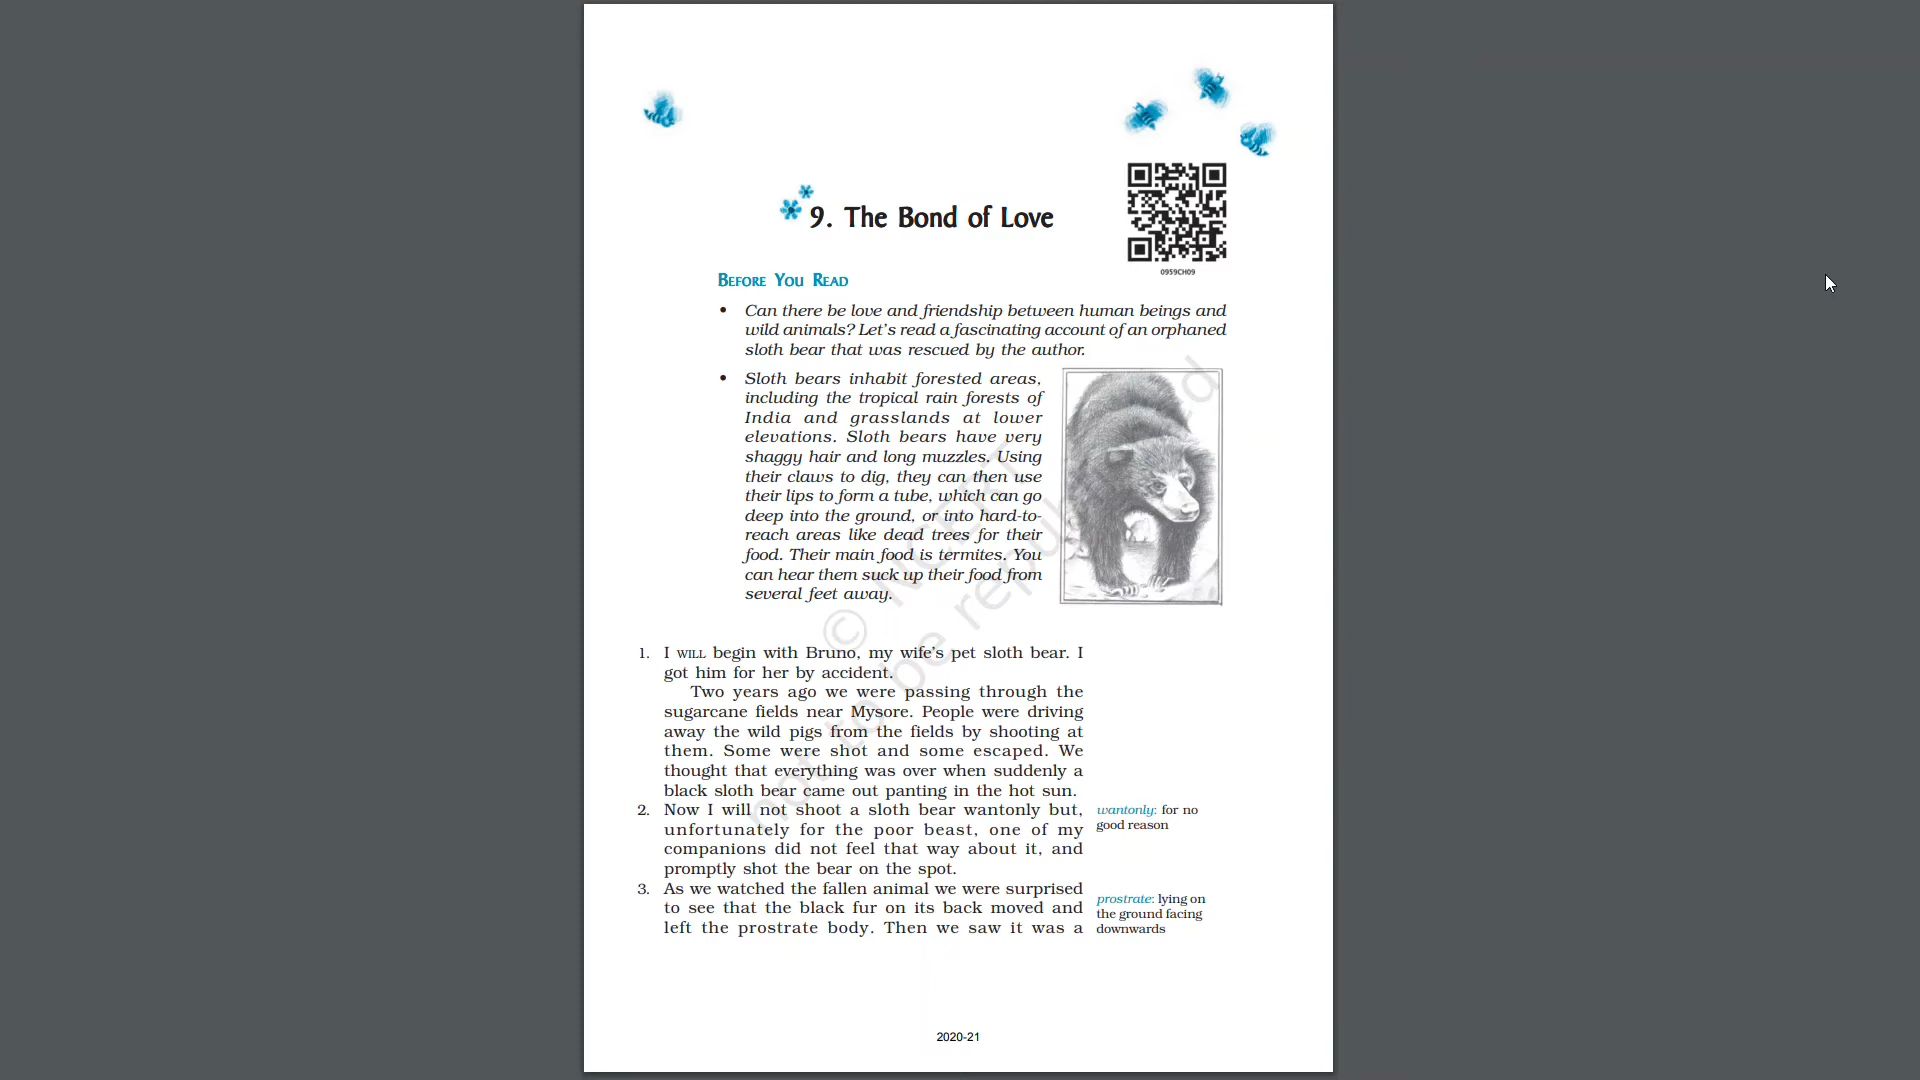 9. The Bond of Love
0959CH09
BEFORE YOU READ
• Can there be love and friendship between human beings and
wild animals? Let's read a fascinating account of an orphaned
sloth bear that was rescued by the author.
• Sloth bears inhabit forested areas,
including the tropical rain forests of
India and grasslands at lower
elevations. Sloth bears have very
shaggy hair and long muzzles. Using
their claws to dig, they can then use
their lips to form a tube, which can go
deep into the ground, or into hard-to-
reach areas like dead trees for their
food. Their main food is termites. You
can hear them suck up their food from
several feet away.
© NCERT
not to be republished
1. I WILL begin with Bruno, my wife's pet sloth bear. I
got him for her by accident.
Two years ago we were passing through the
sugarcane fields near Mysore. People were driving
away the wild pigs from the fields by shooting at
them. Some were shot and some escaped. We
thought that everything was over when suddenly a
black sloth bear came out panting in the hot sun.
2. Now I will not shoot a sloth bear wantonly but,
unfortunately for the poor beast, one of my
companions did not feel that way about it, and
promptly shot the bear on the spot.
wantonly: for no
good reason
3. As we watched the fallen animal we were surprised
to see that the black fur on its back moved and
left the prostrate body. Then we saw it was a
prostrate: lying on
the ground facing
downwards
2020-21